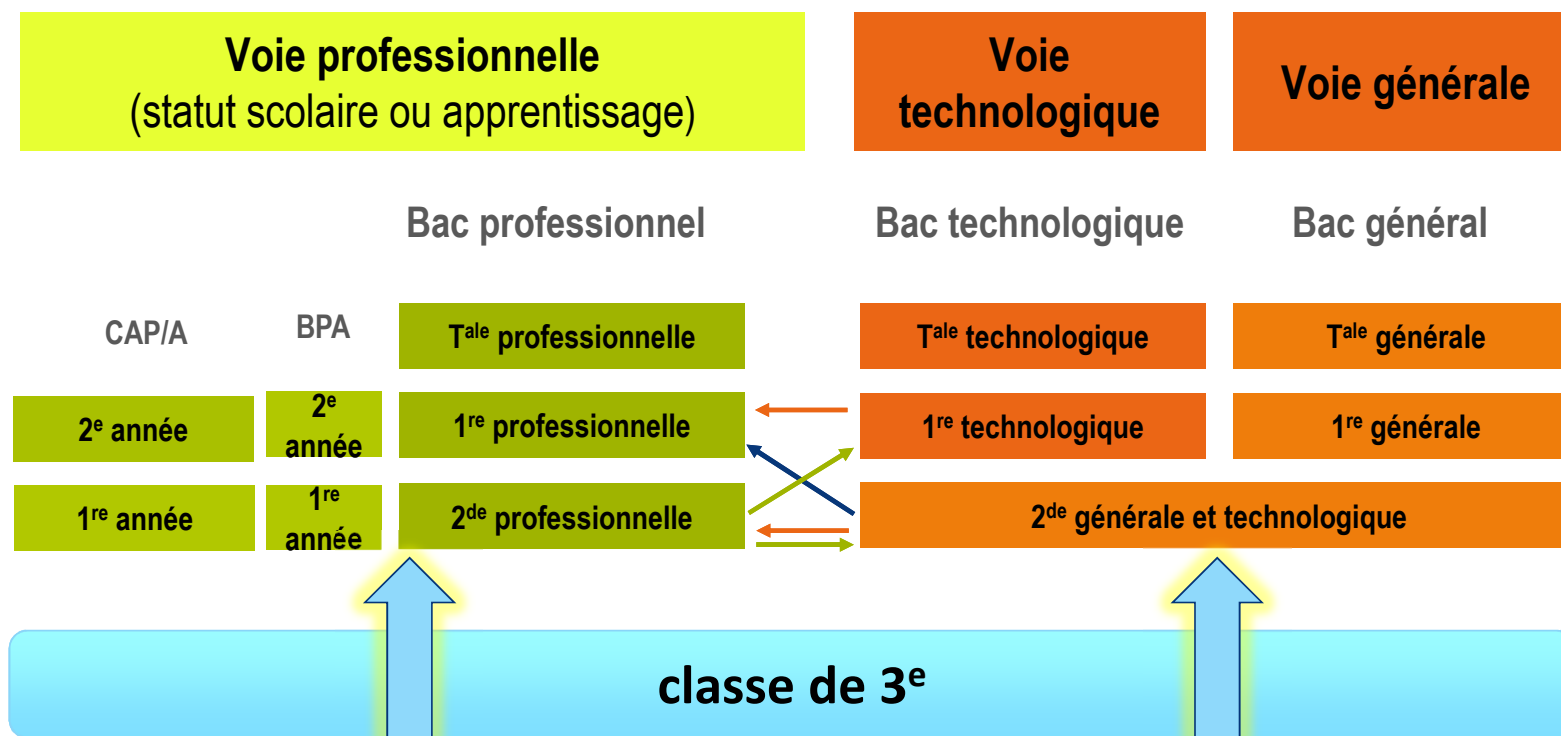 Voie professionnelle
(statut scolaire ou apprentissage)
Voie
technologique
Voie générale
Bac professionnel
Bac technologique
Bac général
CAP/A
BPA
Tale professionnelle
Tale technologique
Tale générale
2e année
2e
année
1re professionnelle
1re technologique
1re générale
1re année
1re
année
2de professionnelle
2de générale et technologique
classe de 3e